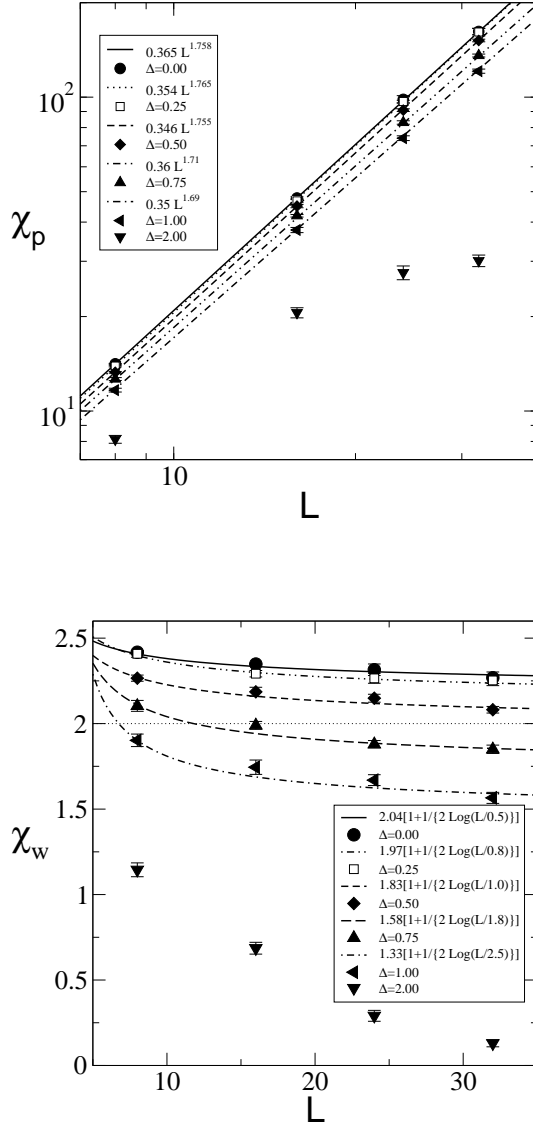 10^2
0.365 L^1.758
Δ=0.00
0.354 L^1.765
Δ=0.25
0.346 L^1.755
Δ=0.50
0.36 L^1.71
Δ=0.75
0.35 L^1.69
Δ=1.00
Δ=2.00
χ_p
10^1
10
L
2.5
2
1.5
χ_w
1
0.5
0
2.04[1+1/{2 Log(L/0.5)}]
Δ=0.00
1.97[1+1/{2 Log(L/0.8)}]
Δ=0.25
1.83[1+1/{2 Log(L/1.0)}]
Δ=0.50
1.58[1+1/{2 Log(L/1.8)}]
Δ=0.75
1.33[1+1/{2 Log(L/2.5)}]
Δ=1.00
Δ=2.00
10 20 30
L